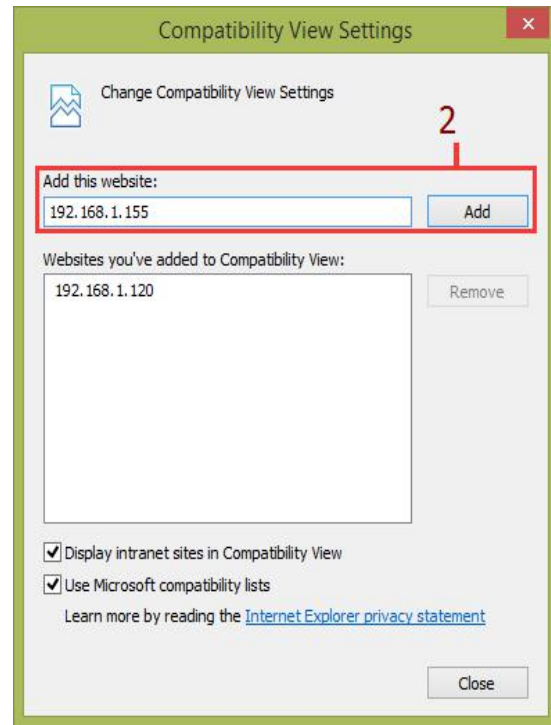 Compatibility View Settings
Change Compatibility View Settings
2
Add this website:
192.168.1.155
Add
Websites you've added to Compatibility View:
192.168.1.120
Remove
Display intranet sites in Compatibility View
Use Microsoft compatibility lists
Learn more by reading the Internet Explorer privacy statement
Close